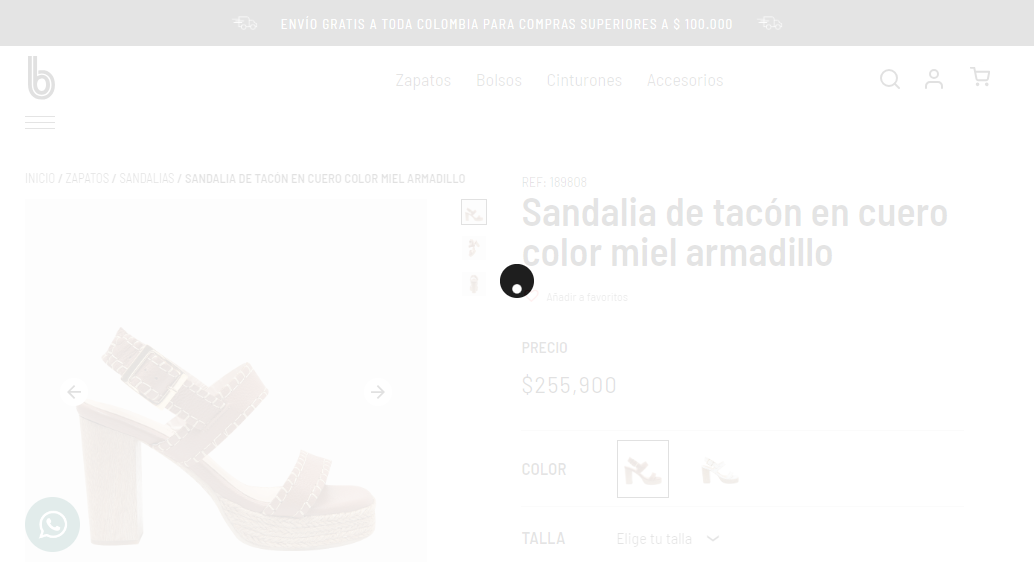 ENVÍO GRATIS A TODA COLOMBIA PARA COMPRAS SUPERIORES A $ 100.000
b
Zapatos Bolsos Cinturones Accesorios
INICIO / ZAPATOS / SANDALIAS / SANDALIA DE TACÓN EN CUERO COLOR MIEL ARMADILLO
REF: 189808
Sandalia de tacón en cuero
color miel armadillo
Añadir a favoritos
PRECIO
$255,900
COLOR
TALLA Elige tu talla